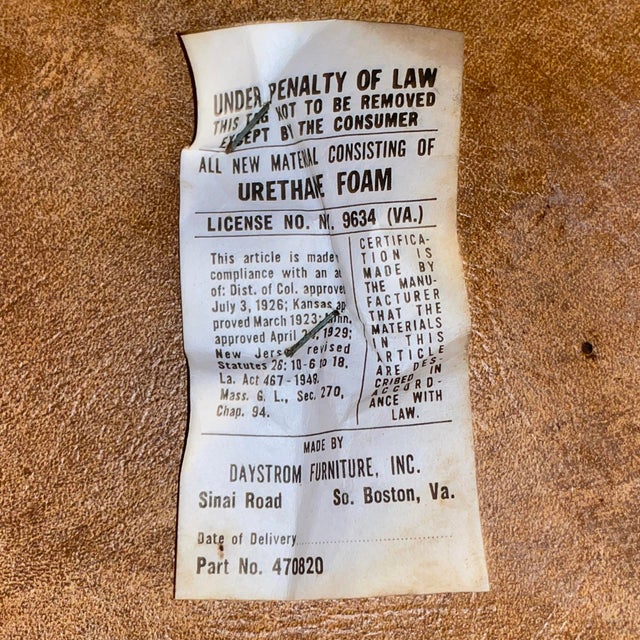 UNDER PENALTY OF LAW
THIS TAG NOT TO BE REMOVED
EXCEPT BY THE CONSUMER
ALL NEW MATERIAL CONSISTING OF
URETHANE FOAM
LICENSE NO. N. 9634 (VA.)
This article is made
compliance with an a
of: Dist. of Col. approve
July 3, 1926; Kansas ap
proved March 1923; Minn.
approved April 1929;
New Jersey revised
Statutes 26: 10-6 to 18.
La. Act 467-1948.
Mass. G. L., Sec. 270,
Chap. 94.
CERTIFICA-
TION IS
MADE BY
THE MANU-
FACTURER
THAT THE
MATERIALS
IN THIS
ARTICLE
ARE DES-
CRIBED IN
ACCORD-
ANCE WITH
LAW.
MADE BY
DAYSTROM FURNITURE, INC.
Sinai Road So. Boston, Va.
Date of Delivery
Part No. 470820